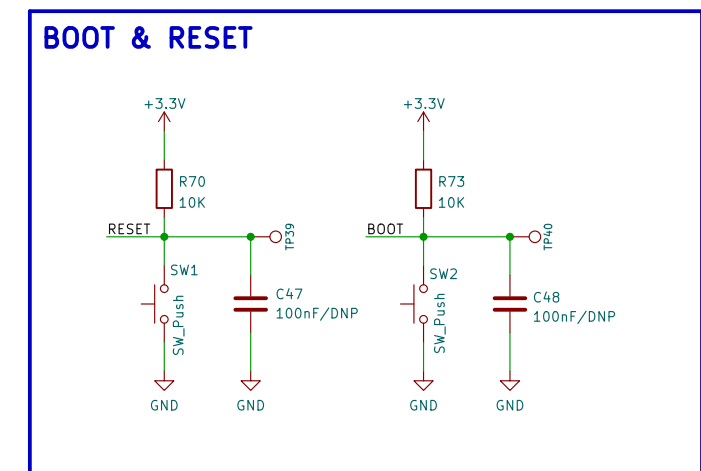 BOOT & RESET
+3.3V
R70
10K
RESET
TP39
SW1
SW_Push
C47
100nF/DNP
GND
GND
+3.3V
R73
10K
BOOT
TP40
SW2
SW_Push
C48
100nF/DNP
GND
GND